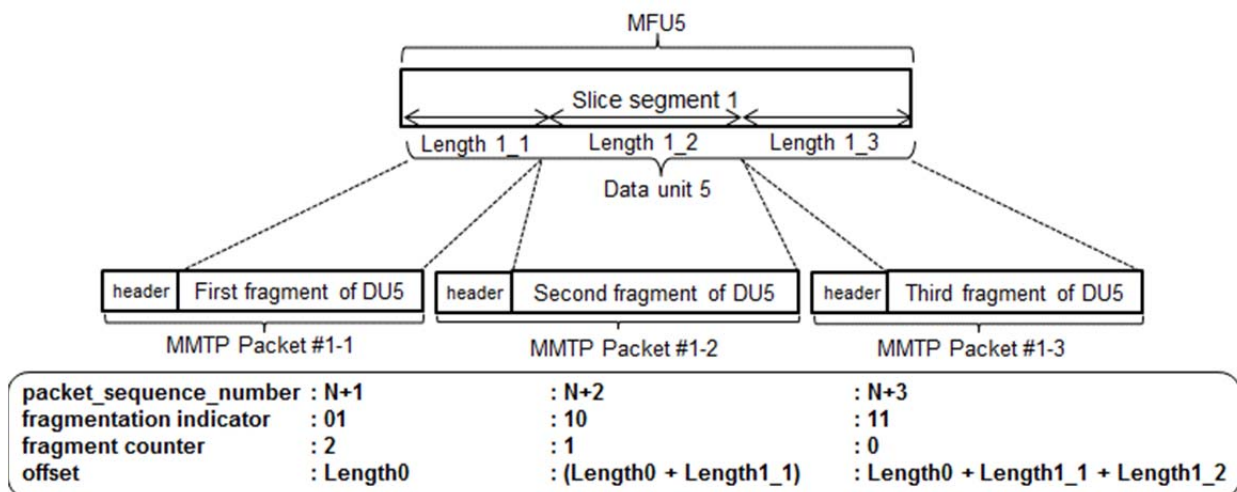 MFU5
Slice segment 1
Length 1_1 Length 1_2 Length 1_3
Data unit 5
header First fragment of DU5 header Second fragment of DU5 header Third fragment of DU5
MMTP Packet #1-1 MMTP Packet #1-2 MMTP Packet #1-3
packet_sequence_number : N+1 : N+2 : N+3
fragmentation indicator : 01 : 10 : 11
fragment counter : 2 : 1 : 0
offset : Length0 : (Length0 + Length1_1) : Length0 + Length1_1 + Length1_2